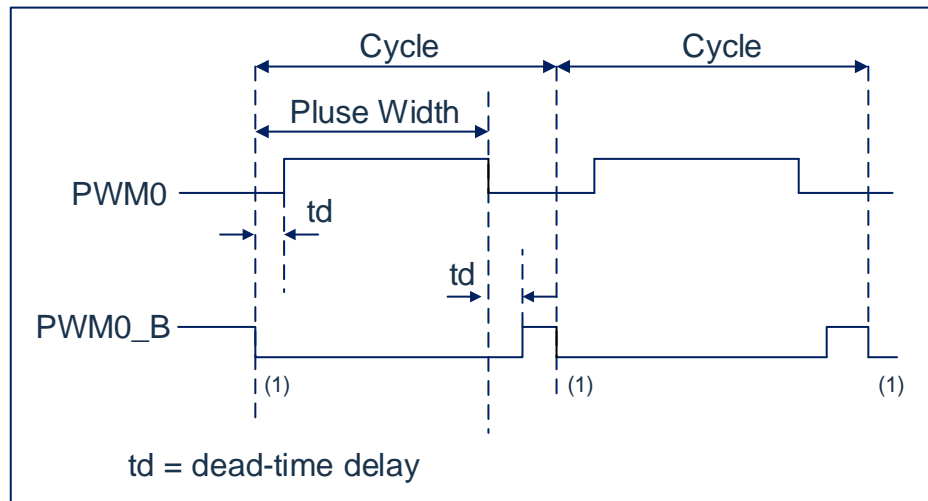 Cycle Cycle
Pluse Width
PWM0
td
td
PWM0_B
(1) (1) (1)
td = dead-time delay